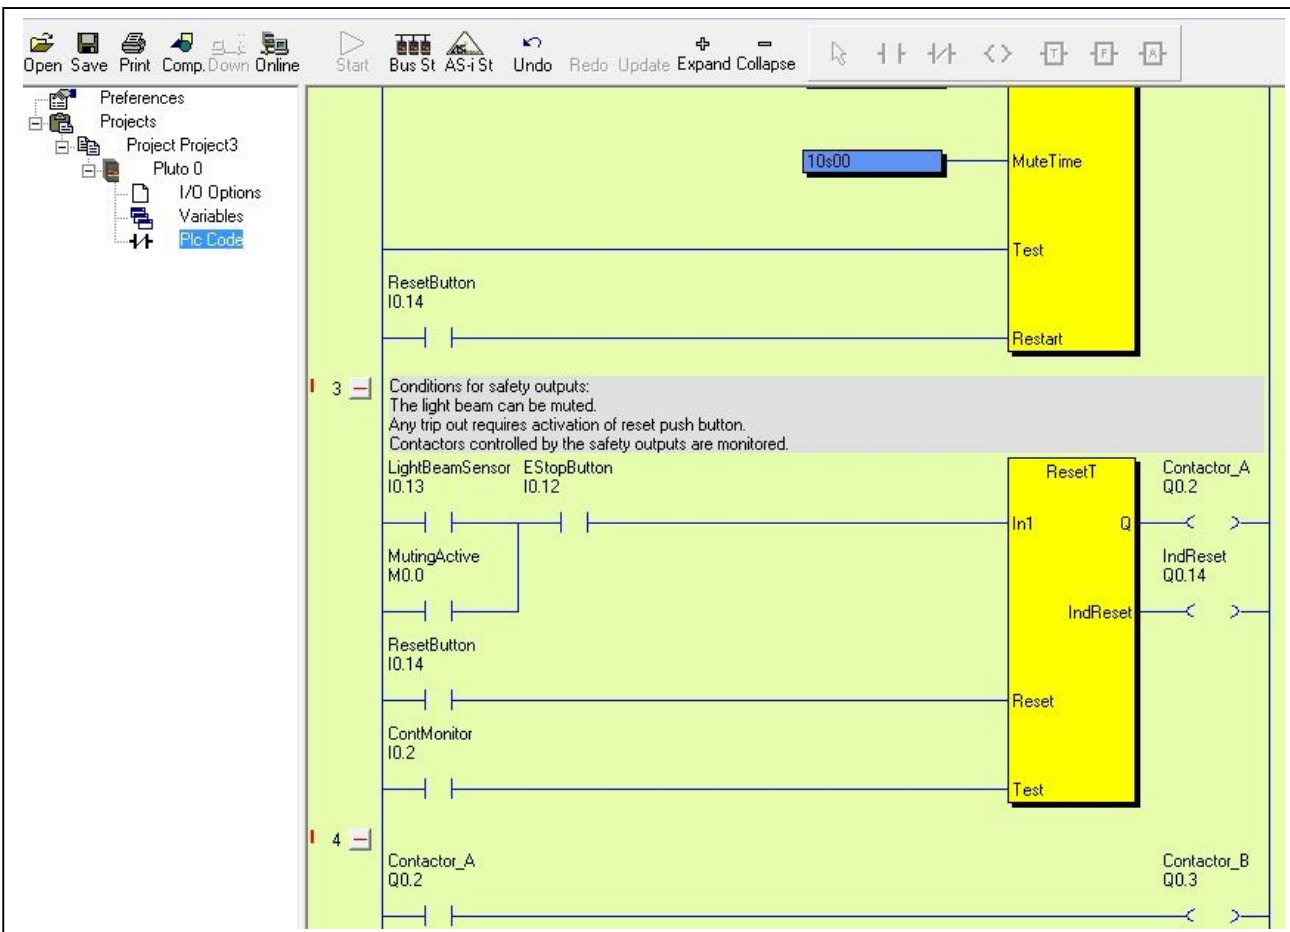 Open Save Print Comp. Down Online Start Bus St AS-i St Undo Redo Update Expand Collapse
T F A
Preferences
Projects
Project Project3
Pluto 0
I/O Options
Variables
Plc Code
10s00
MuteTime
Test
ResetButton
I0.14
Restart
3
Conditions for safety outputs:
The light beam can be muted.
Any trip out requires activation of reset push button.
Contactors controlled by the safety outputs are monitored.
LightBeamSensor EStopButton ResetT Contactor_A
I0.13 I0.12 Q0.2
In1 Q
MutingActive IndReset
M0.0 Q0.14
IndReset
ResetButton
I0.14
Reset
ContMonitor
I0.2
Test
4
Contactor_A Contactor_B
Q0.2 Q0.3